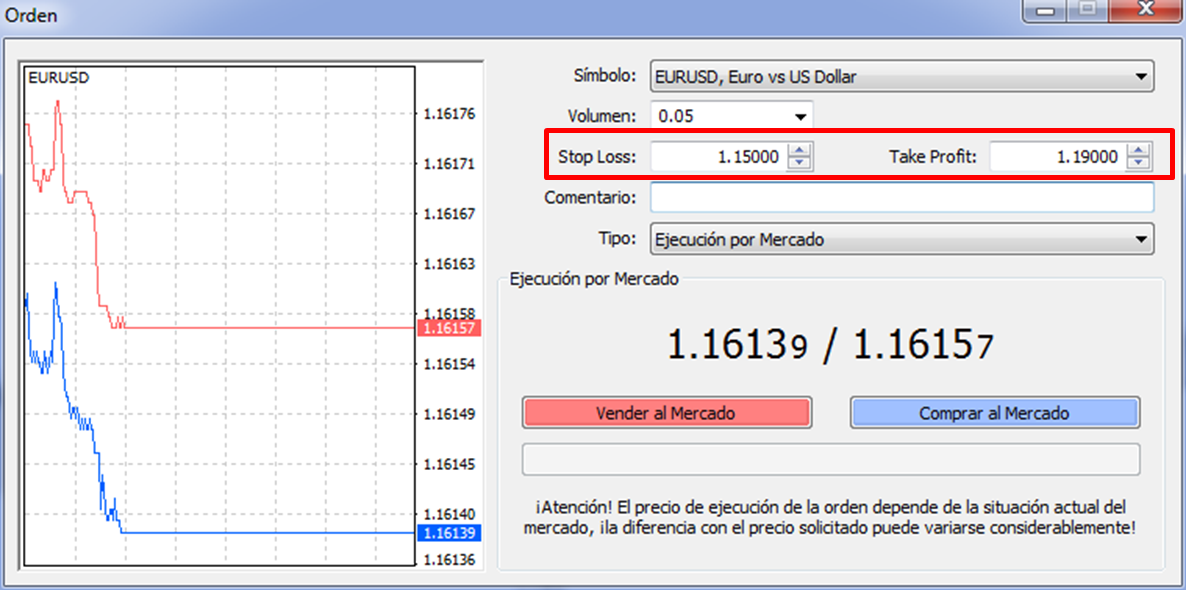 Orden
EURUSD
1.16176
1.16171
1.16167
1.16163
1.16158
1.16157
1.16154
1.16149
1.16145
1.16140
1.16139
1.16136
Símbolo: EURUSD, Euro vs US Dollar
Volumen: 0.05
Stop Loss: 1.15000 Take Profit: 1.19000
Comentario:
Tipo: Ejecución por Mercado
Ejecución por Mercado
1.16139 / 1.16157
Vender al Mercado Comprar al Mercado
¡Atención! El precio de ejecución de la orden depende de la situación actual del
mercado, ¡la diferencia con el precio solicitado puede variarse considerablemente!